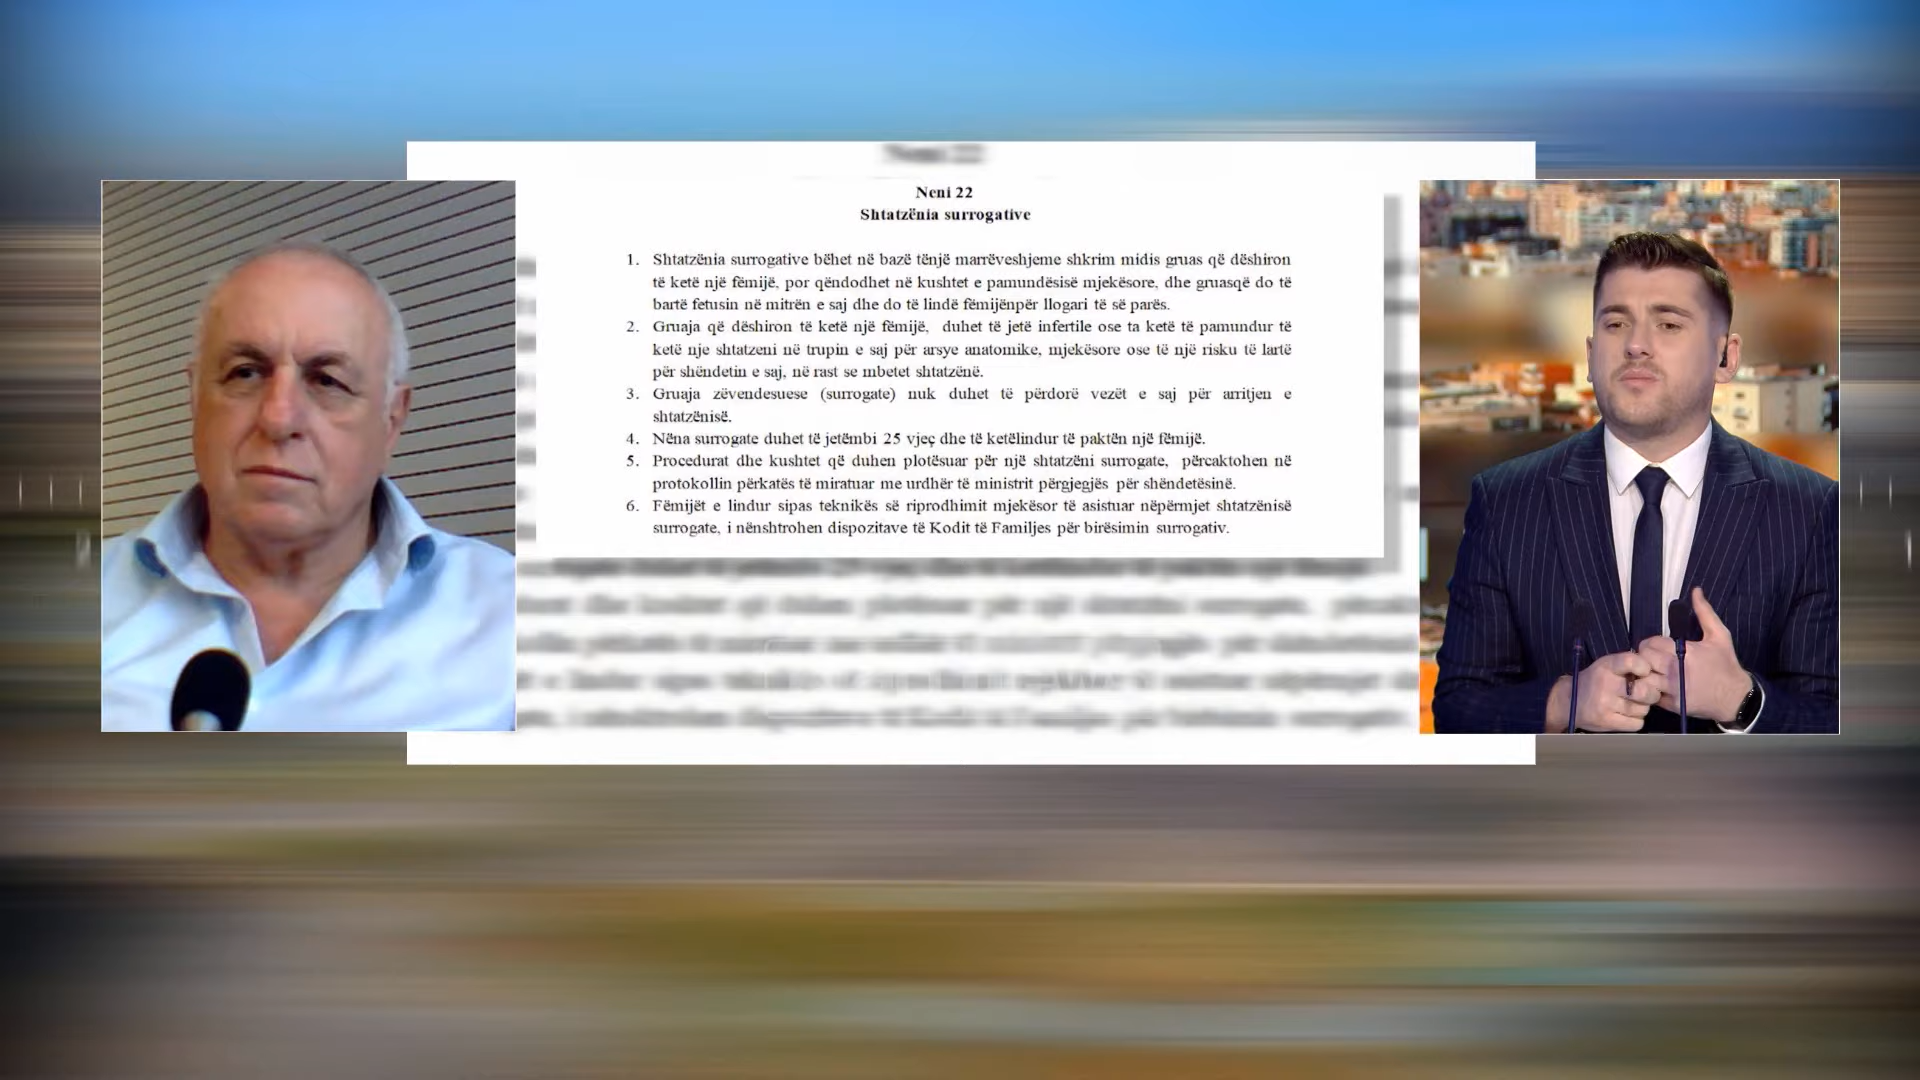 Neni 22
Neni 22
Shtatzënia surrogative
1. Shtatzënia surrogative bëhet në bazë tënjë marrëveshjeme shkrim midis gruas që dëshiron
të ketë një fëmijë, por qëndodhet në kushtet e pamundësisë mjekësore, dhe gruasqë do të
bartë fetusin në mitrën e saj dhe do të lindë fëmijënpër llogari të së parës.
2. Gruaja që dëshiron të ketë një fëmijë, duhet të jetë infertile ose ta ketë të pamundur të
ketë nje shtatzeni në trupin e saj për arsye anatomike, mjekësore ose të një risku të lartë
për shëndetin e saj, në rast se mbetet shtatzënë.
3. Gruaja zëvendesuese (surrogate) nuk duhet të përdorë vezët e saj për arritjen e
shtatzënisë.
4. Nëna surrogate duhet të jetëmbi 25 vjeç dhe të ketëlindur të paktën një fëmijë.
5. Procedurat dhe kushtet që duhen plotësuar për një shtatzëni surrogate, përcaktohen në
protokollin përkatës të miratuar me urdhër të ministrit përgjegjës për shëndetësinë.
6. Fëmijët e lindur sipas teknikës së riprodhimit mjekësor të asistuar nëpërmjet shtatzënisë
surrogate, i nënshtrohen dispozitave të Kodit të Familjes për birësimin surrogativ.